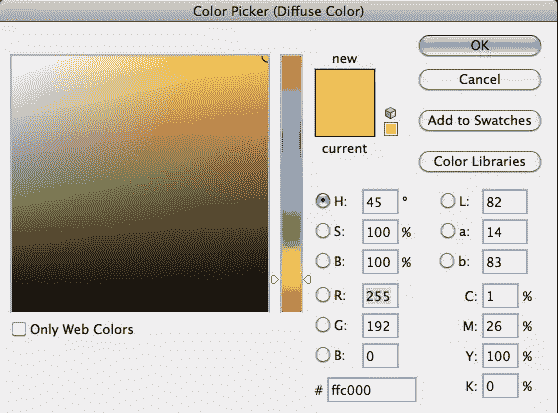 Color Picker (Diffuse Color)
new
current
OK
Cancel
Add to Swatches
Color Libraries
H: 45 °
S: 100 %
B: 100 %
R: 255
G: 192
B: 0
# ffc000
L: 82
a: 14
b: 83
C: 1 %
M: 26 %
Y: 100 %
K: 0 %
Only Web Colors